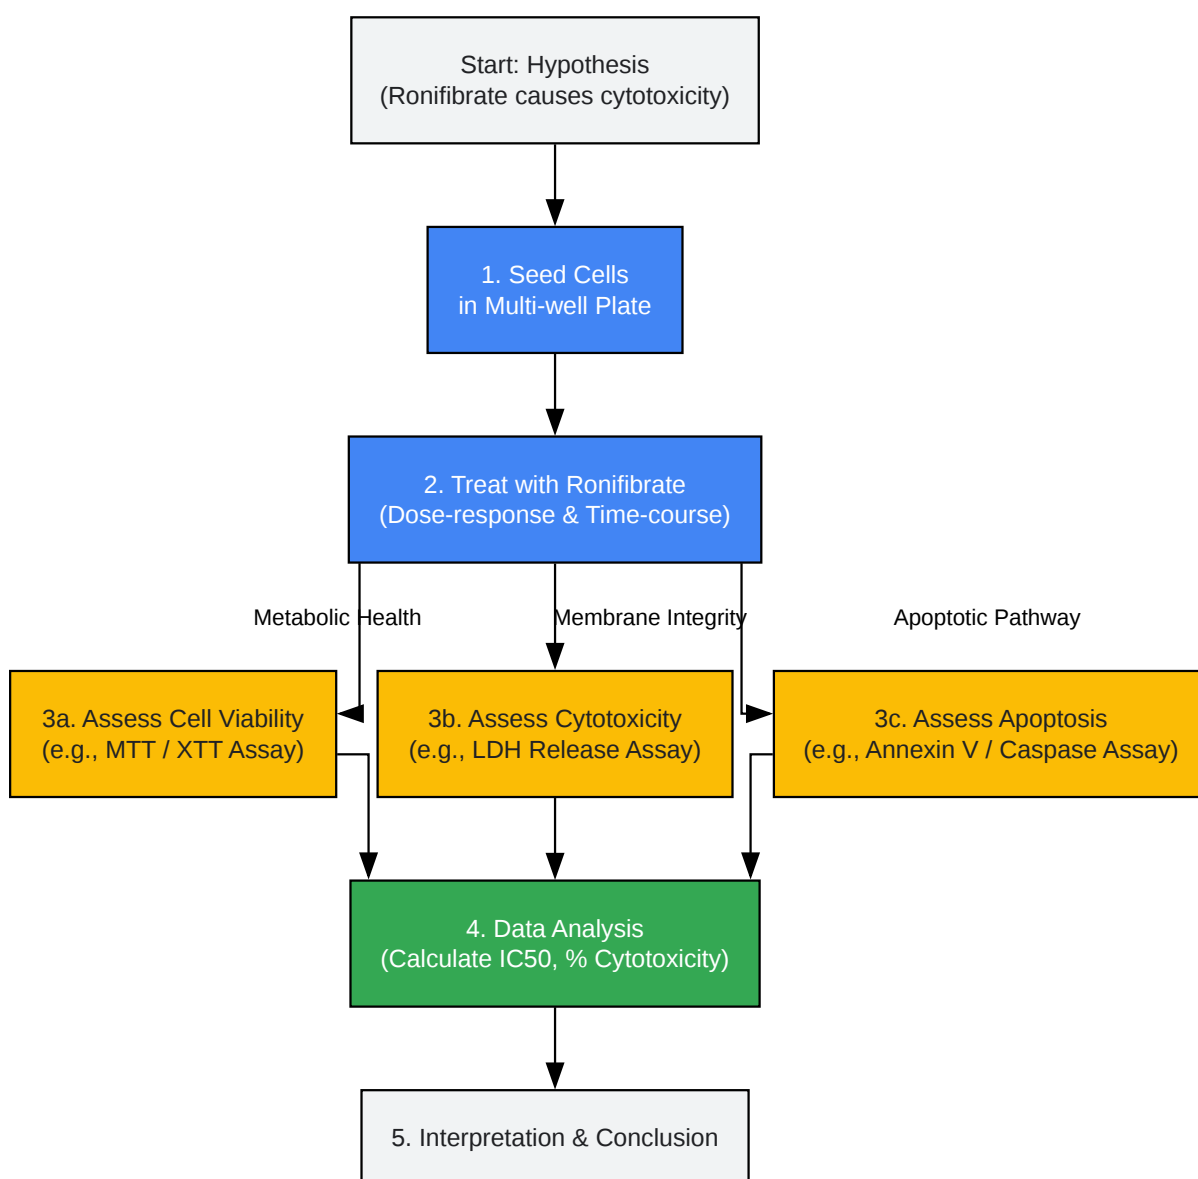 Start: Hypothesis
(Ronifibrate causes cytotoxicity)
1. Seed Cells
in Multi-well Plate
2. Treat with Ronifibrate
(Dose-response & Time-course)
Metabolic Health
Membrane Integrity
Apoptotic Pathway
3a. Assess Cell Viability
(e.g., MTT / XTT Assay)
3b. Assess Cytotoxicity
(e.g., LDH Release Assay)
3c. Assess Apoptosis
(e.g., Annexin V / Caspase Assay)
4. Data Analysis
(Calculate IC50, % Cytotoxicity)
5. Interpretation & Conclusion